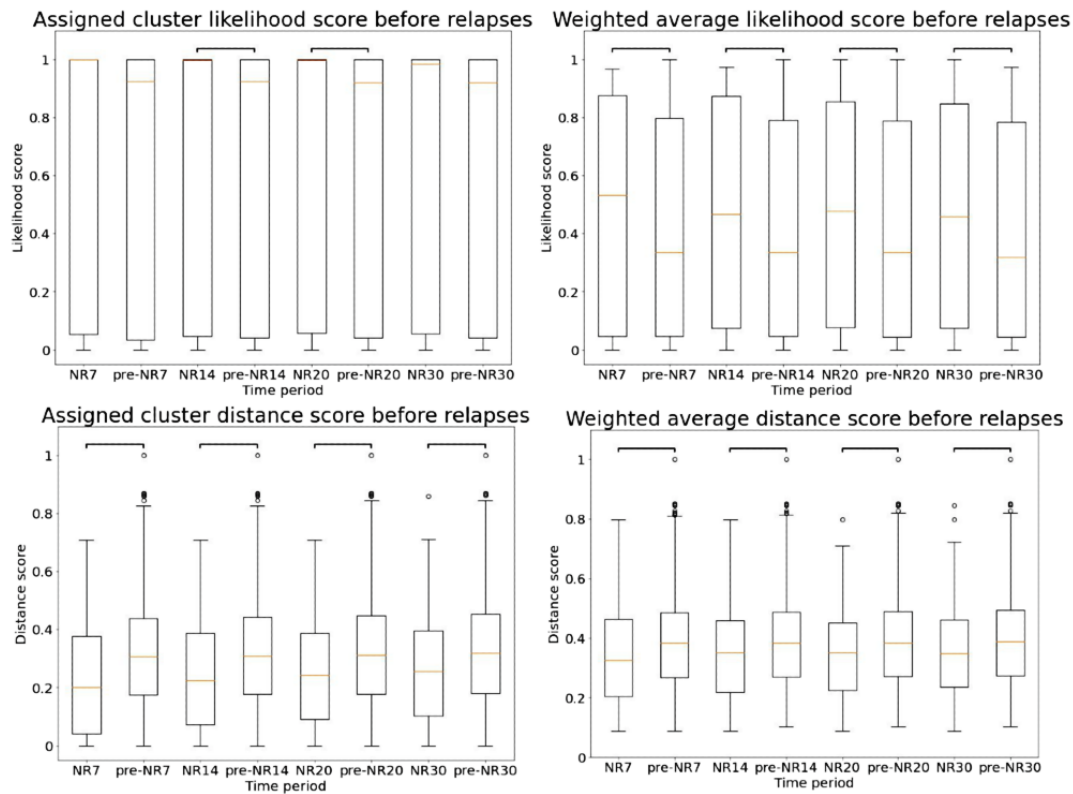 Assigned cluster likelihood score before relapses
Likelihood score
1
0.8
0.6
0.4
0.2
0
NR7 pre-NR7 NR14 pre-NR14 NR20 pre-NR20 NR30 pre-NR30
Time period
Weighted average likelihood score before relapses
Likelihood score
1
0.8
0.6
0.4
0.2
0
NR7 pre-NR7 NR14 pre-NR14 NR20 pre-NR20 NR30 pre-NR30
Time period
Assigned cluster distance score before relapses
Distance score
1
0.8
0.6
0.4
0.2
0
NR7 pre-NR7 NR14 pre-NR14 NR20 pre-NR20 NR30 pre-NR30
Time period
Weighted average distance score before relapses
Distance score
1
0.8
0.6
0.4
0.2
0
NR7 pre-NR7 NR14 pre-NR14 NR20 pre-NR20 NR30 pre-NR30
Time period